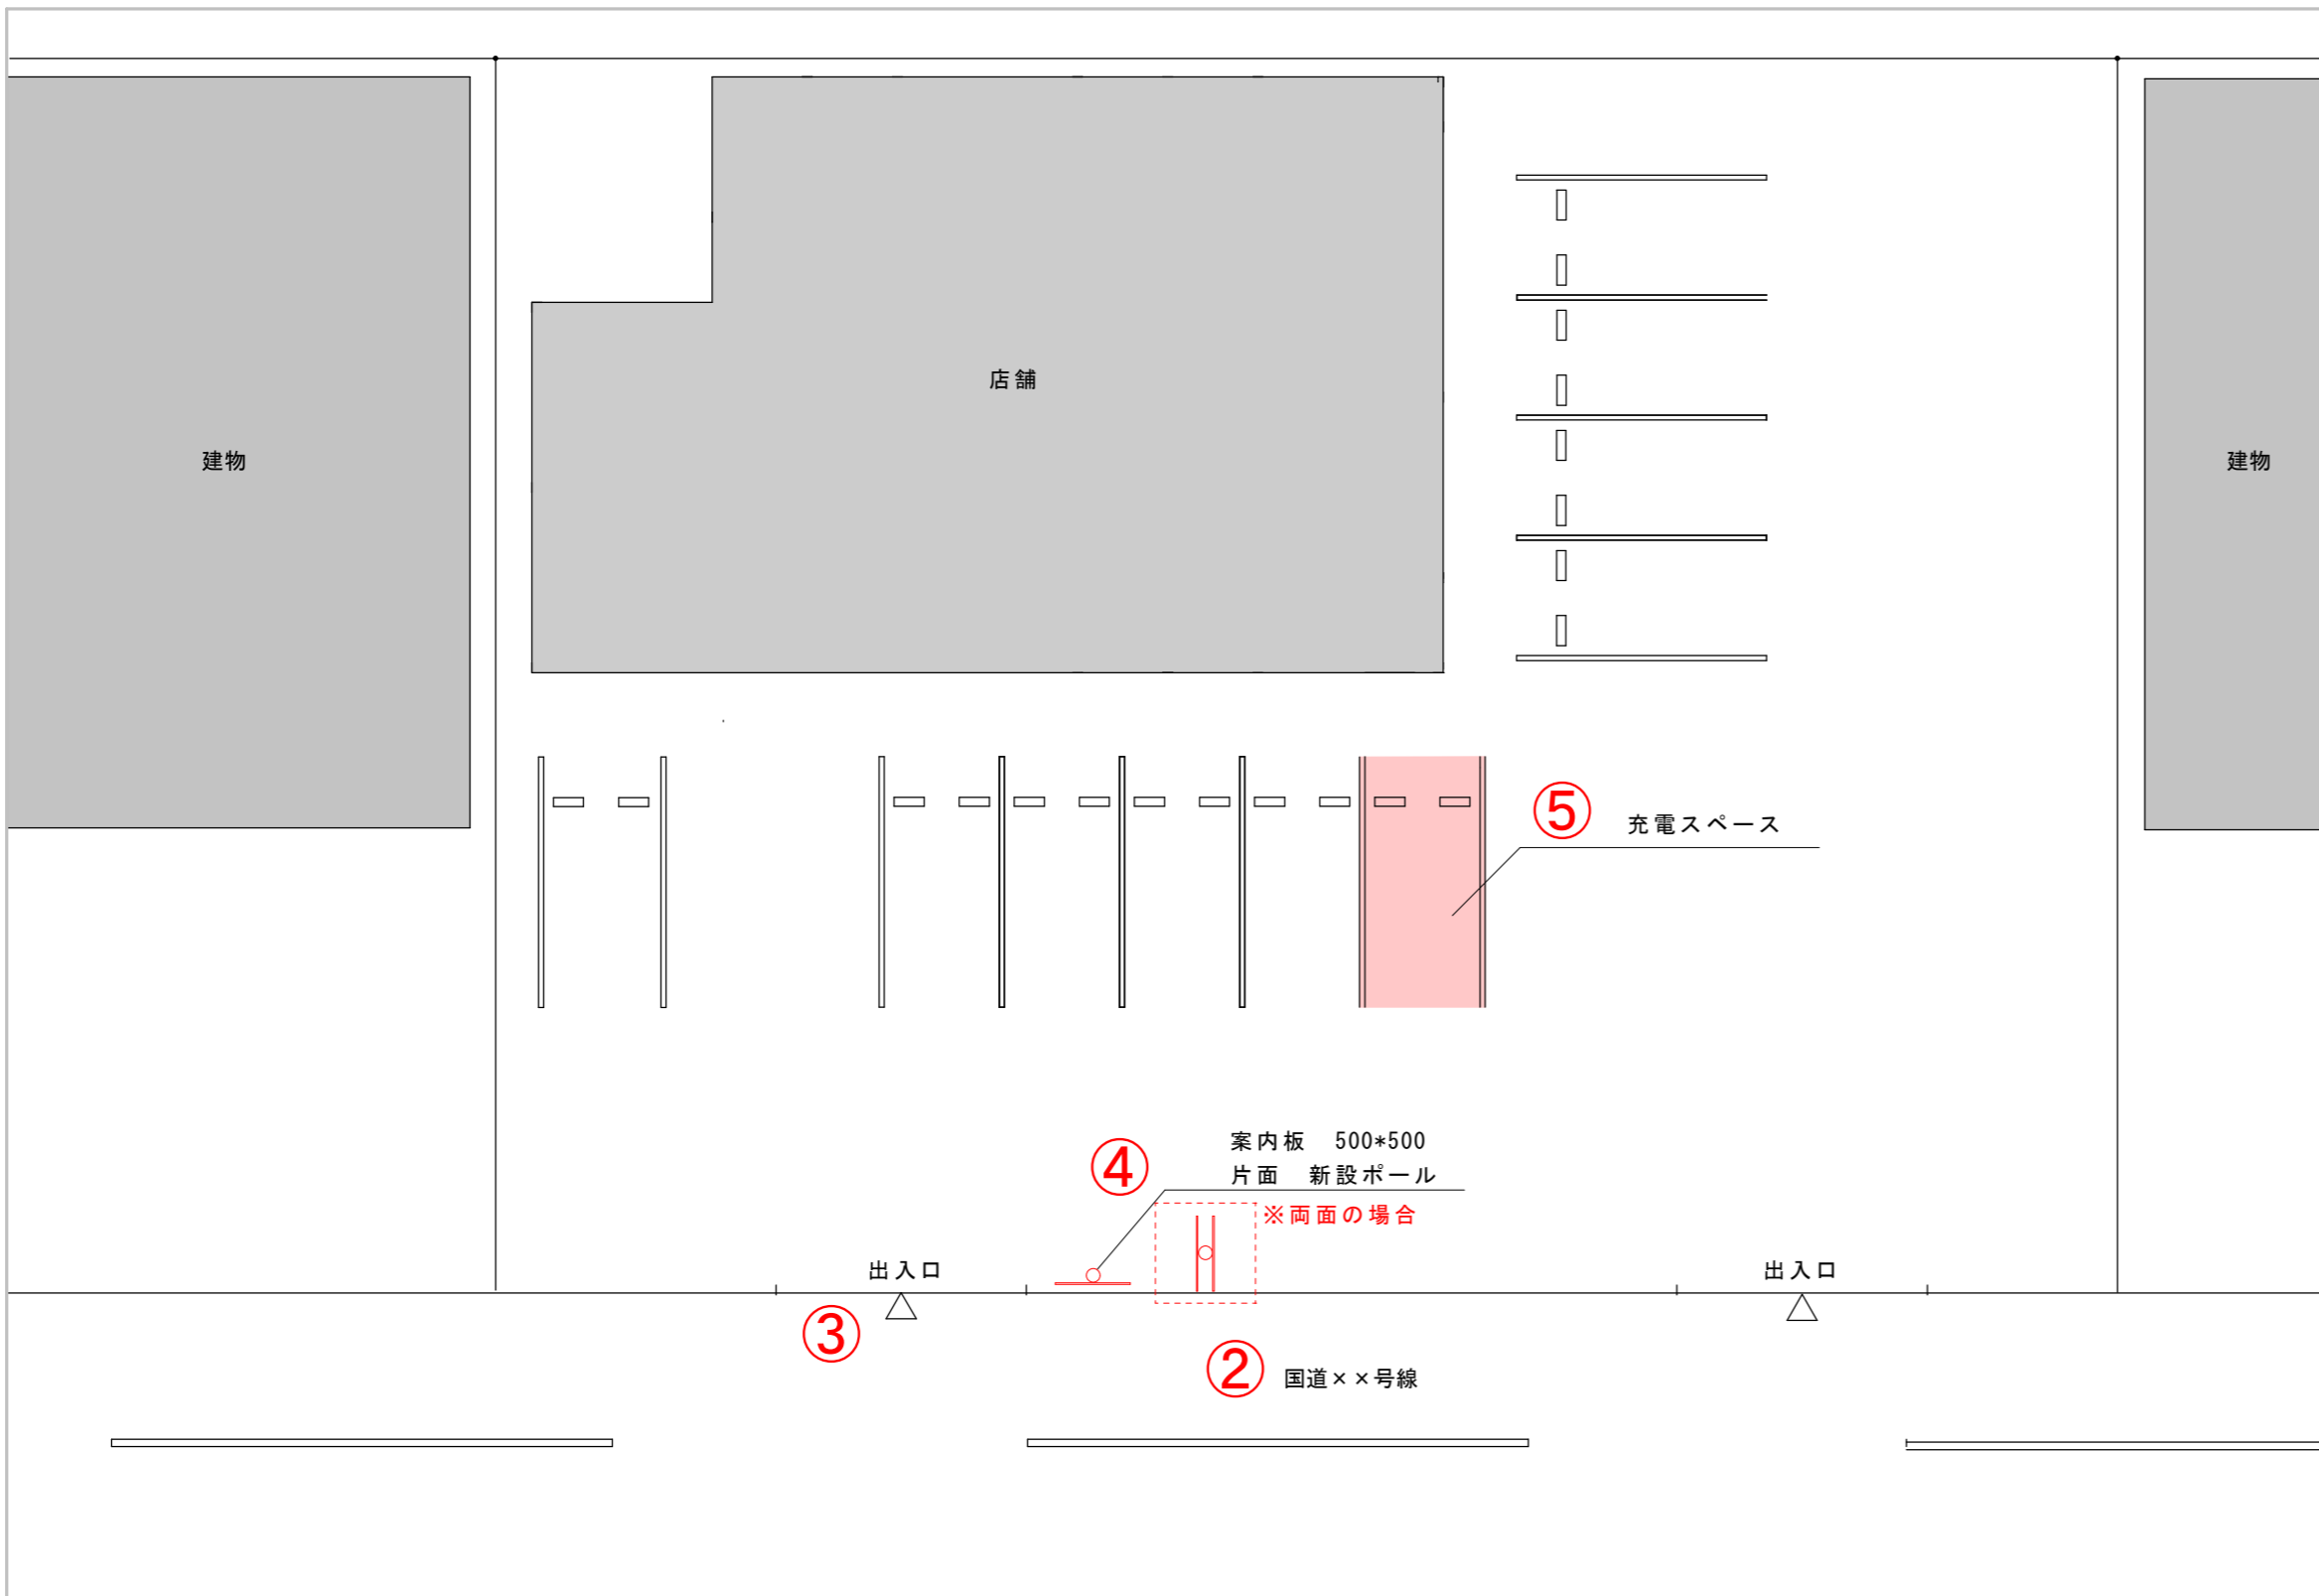 店舗
建物
建物
⑤ 充電スペース
④ 案内板 500*500
片面 新設ポール
※両面の場合
出入口
出入口
③
② 国道××号線